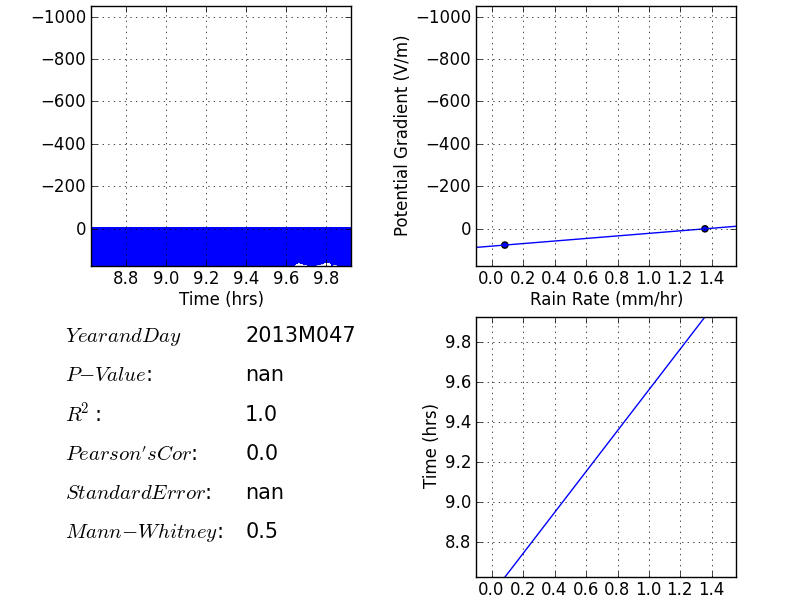 −1000
−800
−600
−400
−200
0
8.8 9.0 9.2 9.4 9.6 9.8
Time (hrs)
Potential Gradient (V/m)
−1000
−800
−600
−400
−200
0
0.0 0.2 0.4 0.6 0.8 1.0 1.2 1.4
Rain Rate (mm/hr)
YearandDay 2013M047
P−Value: nan
R²: 1.0
Pearson'sCor: 0.0
StandardError: nan
Mann−Whitney: 0.5
Time (hrs)
9.8
9.6
9.4
9.2
9.0
8.8
0.0 0.2 0.4 0.6 0.8 1.0 1.2 1.4